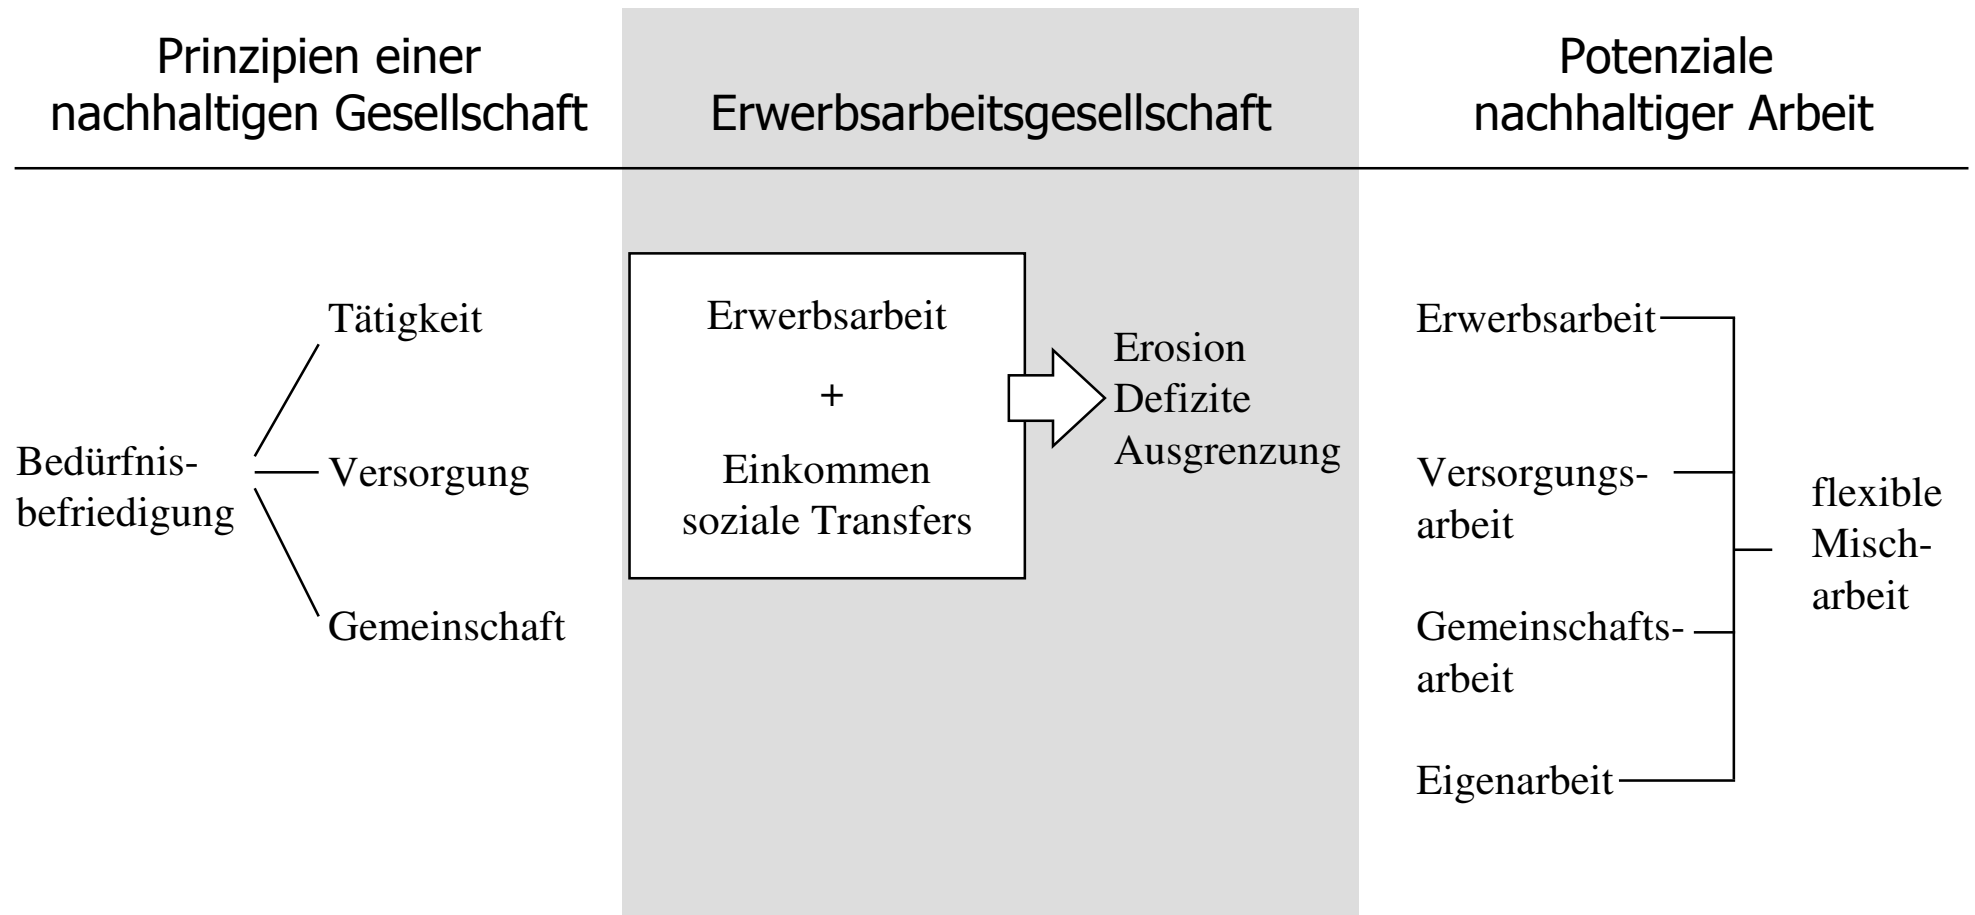 Prinzipien einer
nachhaltigen Gesellschaft
Erwerbsarbeitsgesellschaft
Potenziale
nachhaltiger Arbeit
Bedürfnis-
befriedigung
Tätigkeit
Versorgung
Gemeinschaft
Erwerbsarbeit
+
Einkommen
soziale Transfers
Erosion
Defizite
Ausgrenzung
Erwerbsarbeit
Versorgungs-
arbeit
Gemeinschafts-
arbeit
Eigenarbeit
flexible
Misch-
arbeit